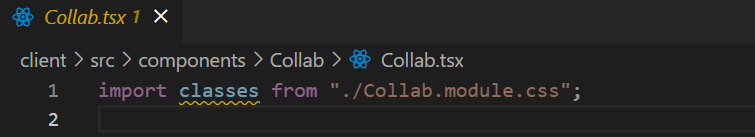 Collab.tsx 1
client > src > components > Collab > Collab.tsx
1 import classes from "./Collab.module.css";
2